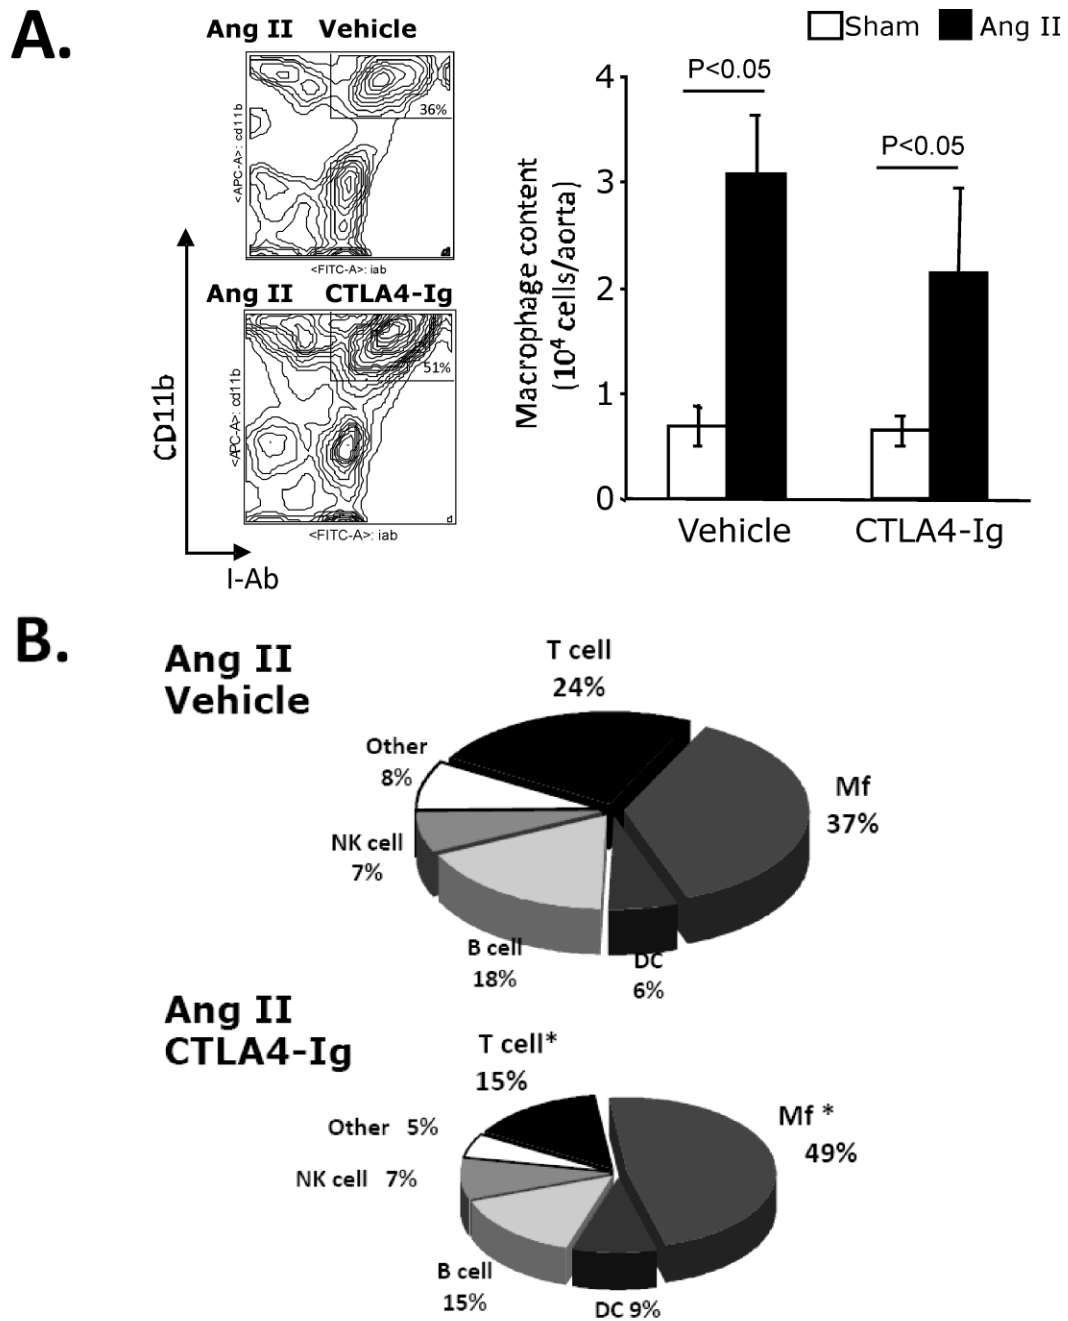 A.
Ang II Vehicle
<APC-A>: cd11b
36%
<FITC-A>: iab
Ang II CTLA4-Ig
<APC-A>: cd11b
51%
<FITC-A>: iab
CD11b
I-Ab
Sham Ang II
Macrophage content
(10⁴ cells/aorta)
4
3
2
1
0
P<0.05
P<0.05
Vehicle CTLA4-Ig
B.
Ang II
Vehicle
T cell
24%
Other
8%
Mf
37%
NK cell
7%
B cell
18%
DC
6%
Ang II
CTLA4-Ig
T cell*
15%
Other 5%
Mf *
49%
NK cell 7%
B cell
15%
DC 9%